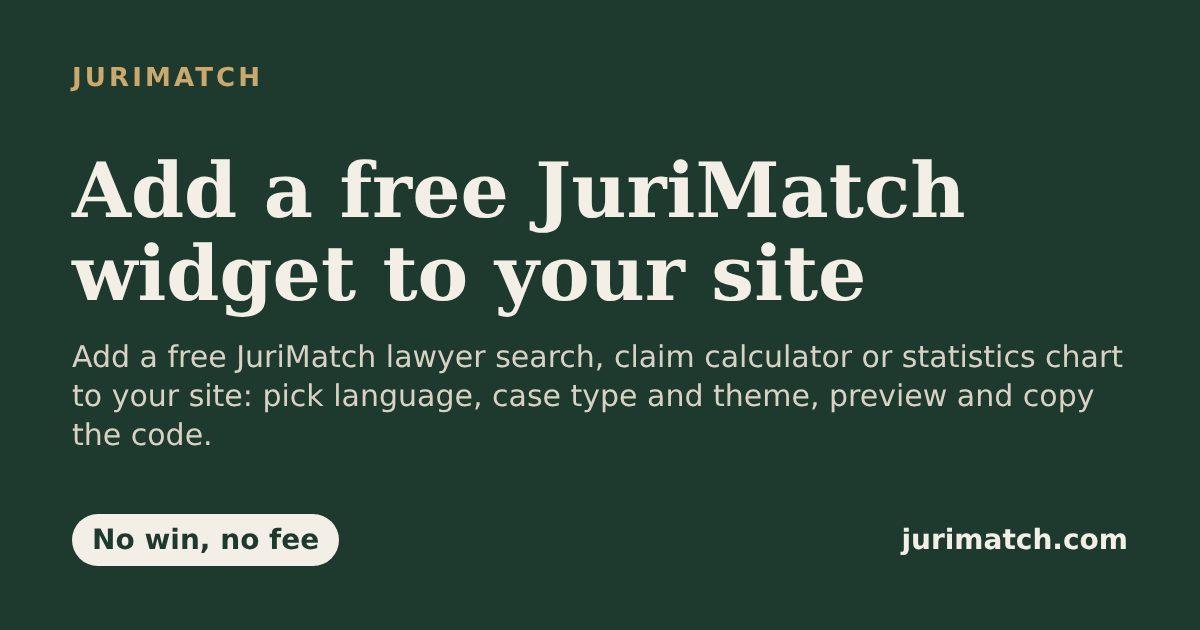 JURIMATCH
Add a free JuriMatch
widget to your site
Add a free JuriMatch lawyer search, claim calculator or statistics chart
to your site: pick language, case type and theme, preview and copy
the code.
No win, no fee
jurimatch.com